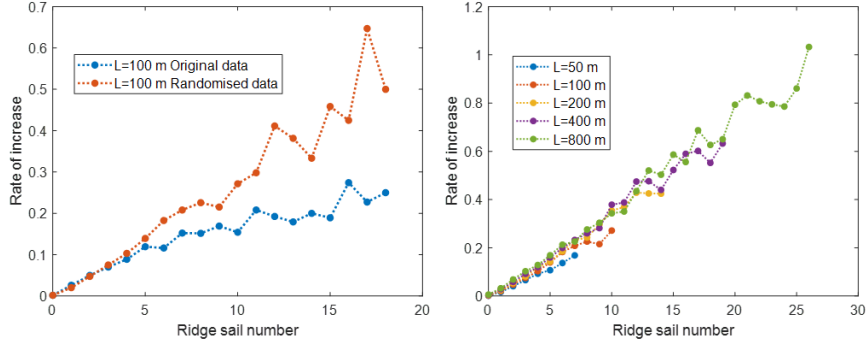 0.7
0.6
0.5
0.4
0.3
0.2
0.1
0
0
5
10
15
20
Rate of increase
Ridge sail number
L=100 m Original data
L=100 m Randomised data
1.2
1
0.8
0.6
0.4
0.2
0
0
5
10
15
20
25
30
Rate of increase
Ridge sail number
L=50 m
L=100 m
L=200 m
L=400 m
L=800 m